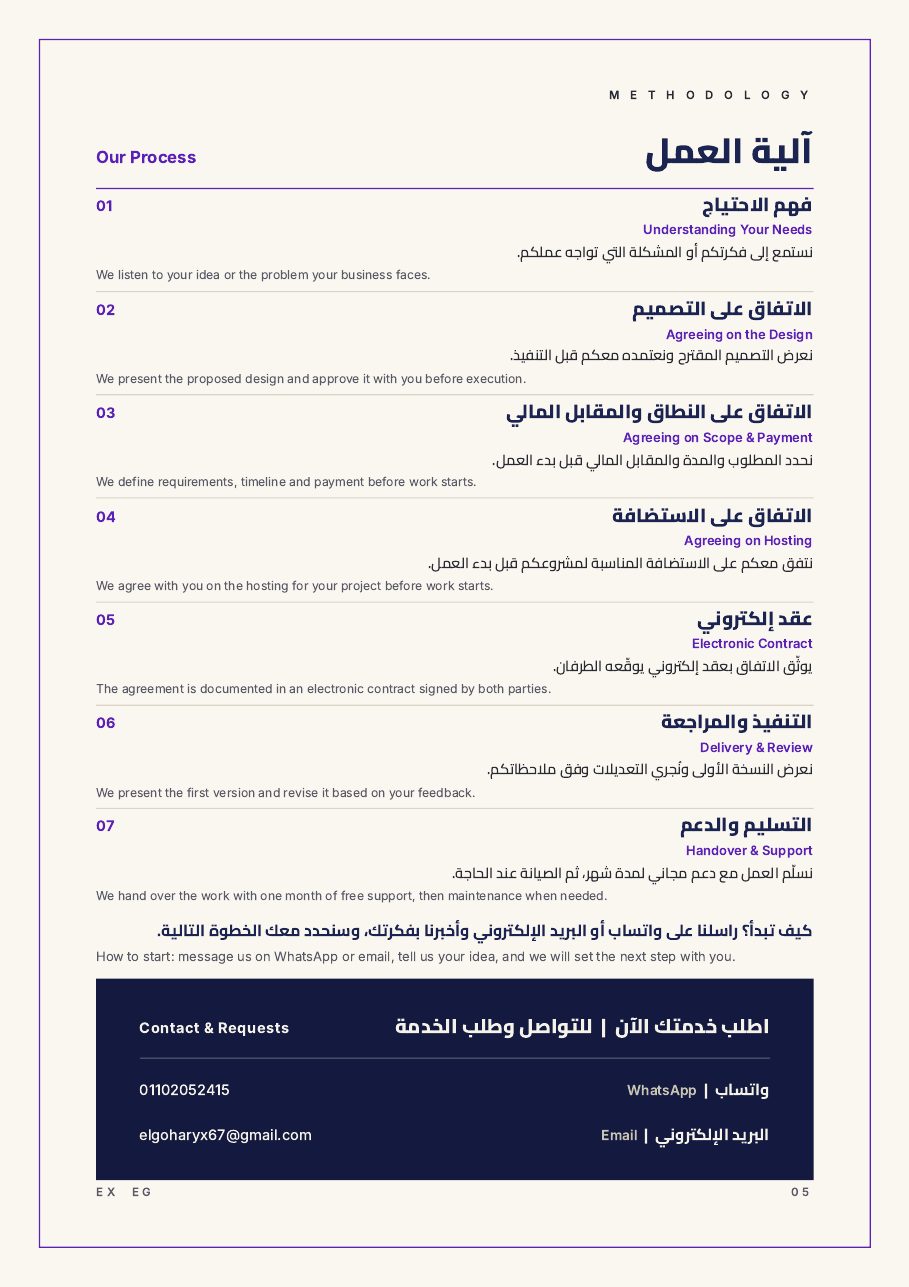 METHODOLOGY
آلية العمل
Our Process
01
فهم الاحتياج
Understanding Your Needs
نستمع إلى فكرتكم أو المشكلة التي تواجه عملكم.
We listen to your idea or the problem your business faces.
02
الاتفاق على التصميم
Agreeing on the Design
نعرض التصميم المقترح ونعتمده معكم قبل التنفيذ.
We present the proposed design and approve it with you before execution.
03
الاتفاق على النطاق والمقابل المالي
Agreeing on Scope & Payment
نحدد المطلوب والمدة والمقابل المالي قبل بدء العمل.
We define requirements, timeline and payment before work starts.
04
الاتفاق على الاستضافة
Agreeing on Hosting
نتفق معكم على الاستضافة المناسبة لمشروعكم قبل بدء العمل.
We agree with you on the hosting for your project before work starts.
05
عقد إلكتروني
Electronic Contract
يوثّق الاتفاق بعقد إلكتروني يوقّعه الطرفان.
The agreement is documented in an electronic contract signed by both parties.
06
التنفيذ والمراجعة
Delivery & Review
نعرض النسخة الأولى ونُجري التعديلات وفق ملاحظاتكم.
We present the first version and revise it based on your feedback.
07
التسليم والدعم
Handover & Support
نسلّم العمل مع دعم مجاني لمدة شهر، ثم الصيانة عند الحاجة.
We hand over the work with one month of free support, then maintenance when needed.
كيف تبدأ؟ راسلنا على واتساب أو البريد الإلكتروني وأخبرنا بفكرتك، وسنحدد معك الخطوة التالية.
How to start: message us on WhatsApp or email, tell us your idea, and we will set the next step with you.
اطلب خدمتك الآن | للتواصل وطلب الخدمة
Contact & Requests
واتساب | WhatsApp
01102052415
البريد الإلكتروني | Email
elgoharyx67@gmail.com
EX EG
05